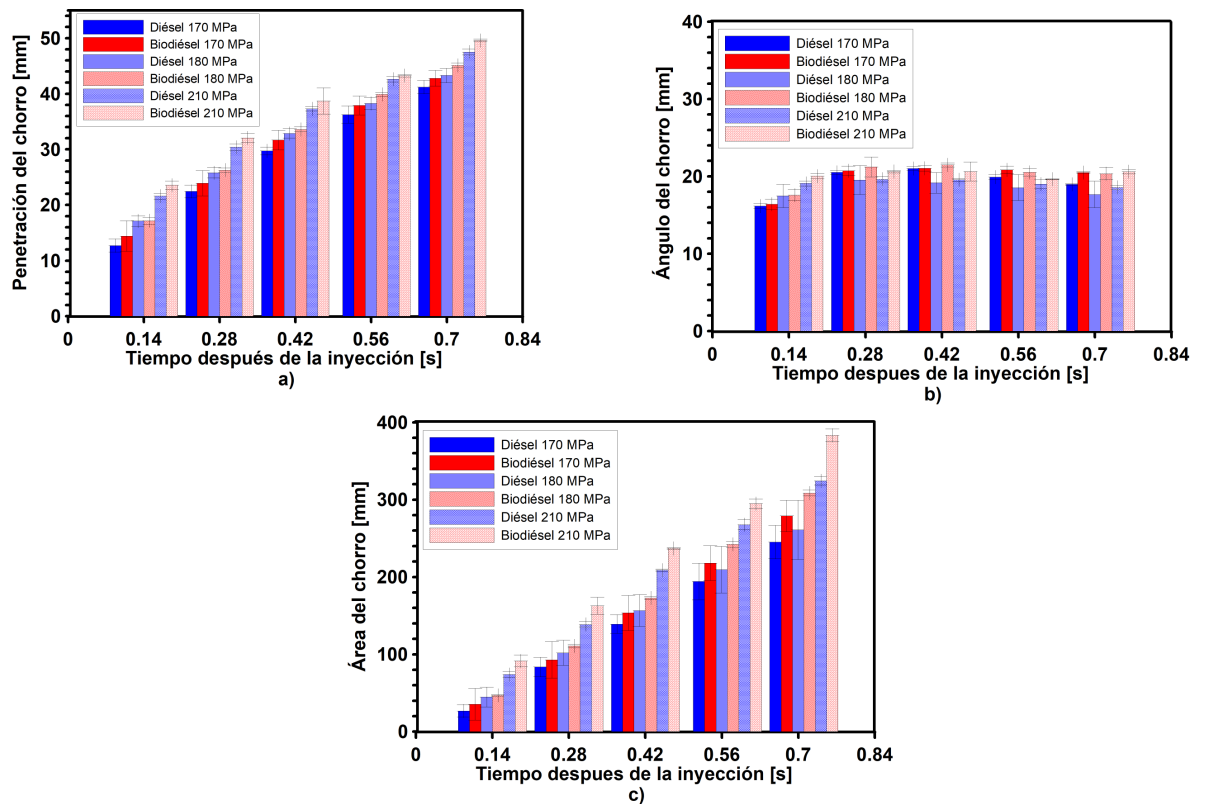 Penetración del chorro [mm]
50
40
30
20
10
0
Diésel 170 MPa
Biodiésel 170 MPa
Diésel 180 MPa
Biodiésel 180 MPa
Diésel 210 MPa
Biodiésel 210 MPa
0 0.14 0.28 0.42 0.56 0.7 0.84
Tiempo después de la inyección [s]
a)
Ángulo del chorro [mm]
40
30
20
10
0
Diésel 170 MPa
Biodiésel 170 MPa
Diésel 180 MPa
Biodiésel 180 MPa
Diésel 210 MPa
Biodiésel 210 MPa
0 0.14 0.28 0.42 0.56 0.7 0.84
Tiempo despues de la inyección [s]
b)
Área del chorro [mm]
400
300
200
100
0
Diésel 170 MPa
Biodiésel 170 MPa
Diésel 180 MPa
Biodiésel 180 MPa
Diésel 210 MPa
Biodiésel 210 MPa
0 0.14 0.28 0.42 0.56 0.7 0.84
Tiempo despues de la inyección [s]
c)